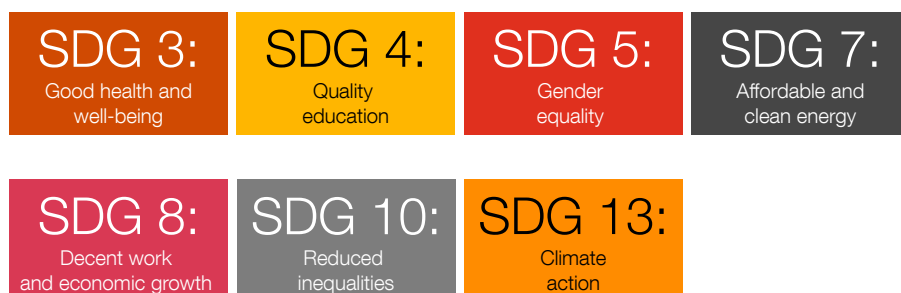 SDG 3:
Good health and
well-being
SDG 4:
Quality
education
SDG 5:
Gender
equality
SDG 7:
Affordable and
clean energy
SDG 8:
Decent work
and economic growth
SDG 10:
Reduced
inequalities
SDG 13:
Climate
action